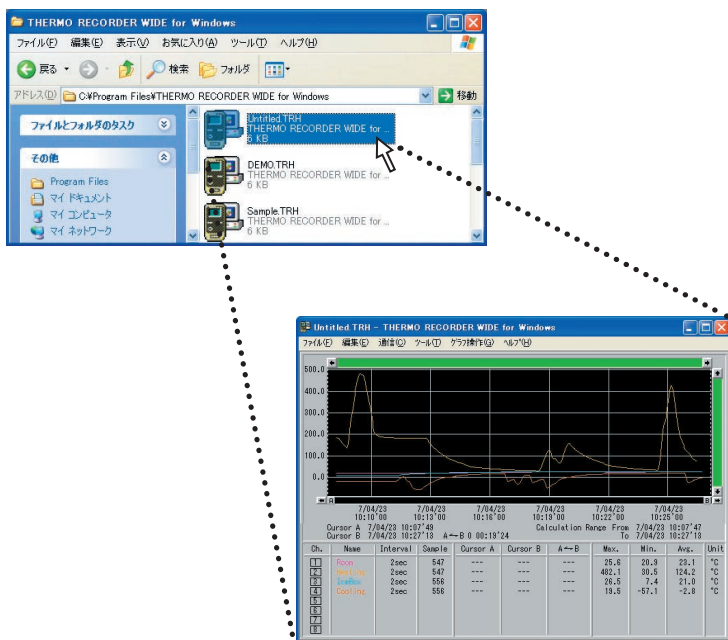 THERMO RECORDER WIDE for Windows
ファイル(F) 編集(E) 表示(V) お気に入り(A) ツール(T) ヘルプ(H)
戻る 検索 フォルダ
アドレス(D) C:¥Program Files¥THERMO RECORDER WIDE for Windows 移動
ファイルとフォルダのタスク
その他
Program Files
マイ ドキュメント
マイ コンピュータ
マイ ネットワーク
Untitled.TRH
THERMO RECORDER WIDE for ...
6 KB
DEMO.TRH
THERMO RECORDER WIDE for ...
6 KB
Sample.TRH
THERMO RECORDER WIDE for ...
6 KB
Untitled.TRH - THERMO RECORDER WIDE for Windows
ファイル(F) 編集(E) 通信(C) ツール(T) グラフ操作(G) ヘルプ(H)
500.0
400.0
300.0
200.0
100.0
0.0
A B
7/04/23 7/04/23 7/04/23 7/04/23 7/04/23 7/04/23
10:10'00 10:13'00 10:16'00 10:19'00 10:22'00 10:25'00
Cursor A 7/04/23 10:07'49 Calculation Range From 7/04/23 10:07'47
Cursor B 7/04/23 10:27'13 A~B 0 00:19'24 To 7/04/23 10:27'13
Ch. Name Interval Sample Cursor A Cursor B A~B Max. Min. Avg. Unit
1 Room 2sec 547 --- --- --- 25.6 20.9 23.1 °C
2 Heating 2sec 547 --- --- --- 482.1 30.5 124.2 °C
3 IceBox 2sec 556 --- --- --- 26.5 7.4 21.0 °C
4 Cooling 2sec 556 --- --- --- 19.5 -57.1 -2.8 °C
5
6
7
8